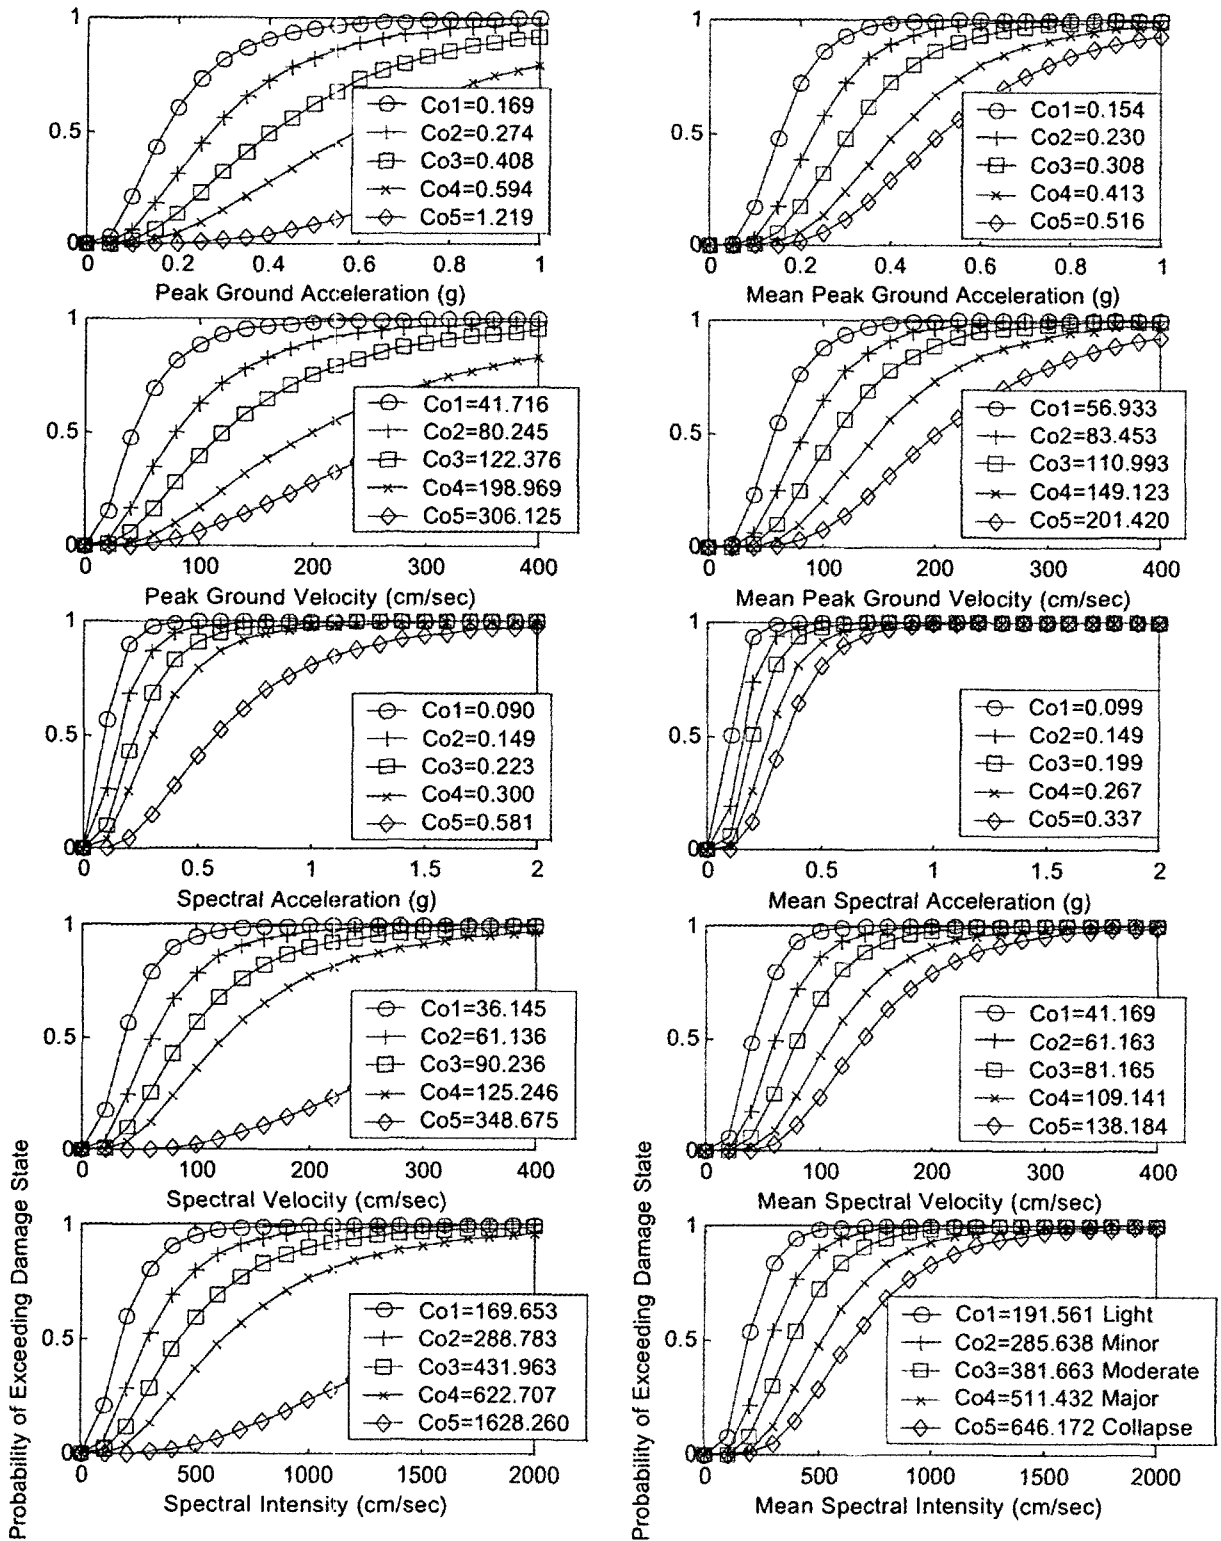 1
0.5
0
Co1=0.169
Co2=0.274
Co3=0.408
Co4=0.594
Co5=1.219
0 0.2 0.4 0.6 0.8 1
Peak Ground Acceleration (g)
1
0.5
0
Co1=0.154
Co2=0.230
Co3=0.308
Co4=0.413
Co5=0.516
0 0.2 0.4 0.6 0.8 1
Mean Peak Ground Acceleration (g)
1
0.5
0
Co1=41.716
Co2=80.245
Co3=122.376
Co4=198.969
Co5=306.125
0 100 200 300 400
Peak Ground Velocity (cm/sec)
1
0.5
0
Co1=56.933
Co2=83.453
Co3=110.993
Co4=149.123
Co5=201.420
0 100 200 300 400
Mean Peak Ground Velocity (cm/sec)
1
0.5
0
Co1=0.090
Co2=0.149
Co3=0.223
Co4=0.300
Co5=0.581
0 0.5 1 1.5 2
Spectral Acceleration (g)
1
0.5
0
Co1=0.099
Co2=0.149
Co3=0.199
Co4=0.267
Co5=0.337
0 0.5 1 1.5 2
Mean Spectral Acceleration (g)
1
0.5
0
Co1=36.145
Co2=61.136
Co3=90.236
Co4=125.246
Co5=348.675
0 100 200 300 400
Spectral Velocity (cm/sec)
1
0.5
0
Co1=41.169
Co2=61.163
Co3=81.165
Co4=109.141
Co5=138.184
0 100 200 300 400
Mean Spectral Velocity (cm/sec)
Probability of Exceeding Damage State
1
0.5
0
Co1=169.653
Co2=288.783
Co3=431.963
Co4=622.707
Co5=1628.260
0 500 1000 1500 2000
Spectral Intensity (cm/sec)
Probability of Exceeding Damage State
1
0.5
0
Co1=191.561 Light
Co2=285.638 Minor
Co3=381.663 Moderate
Co4=511.432 Major
Co5=646.172 Collapse
0 500 1000 1500 2000
Mean Spectral Intensity (cm/sec)